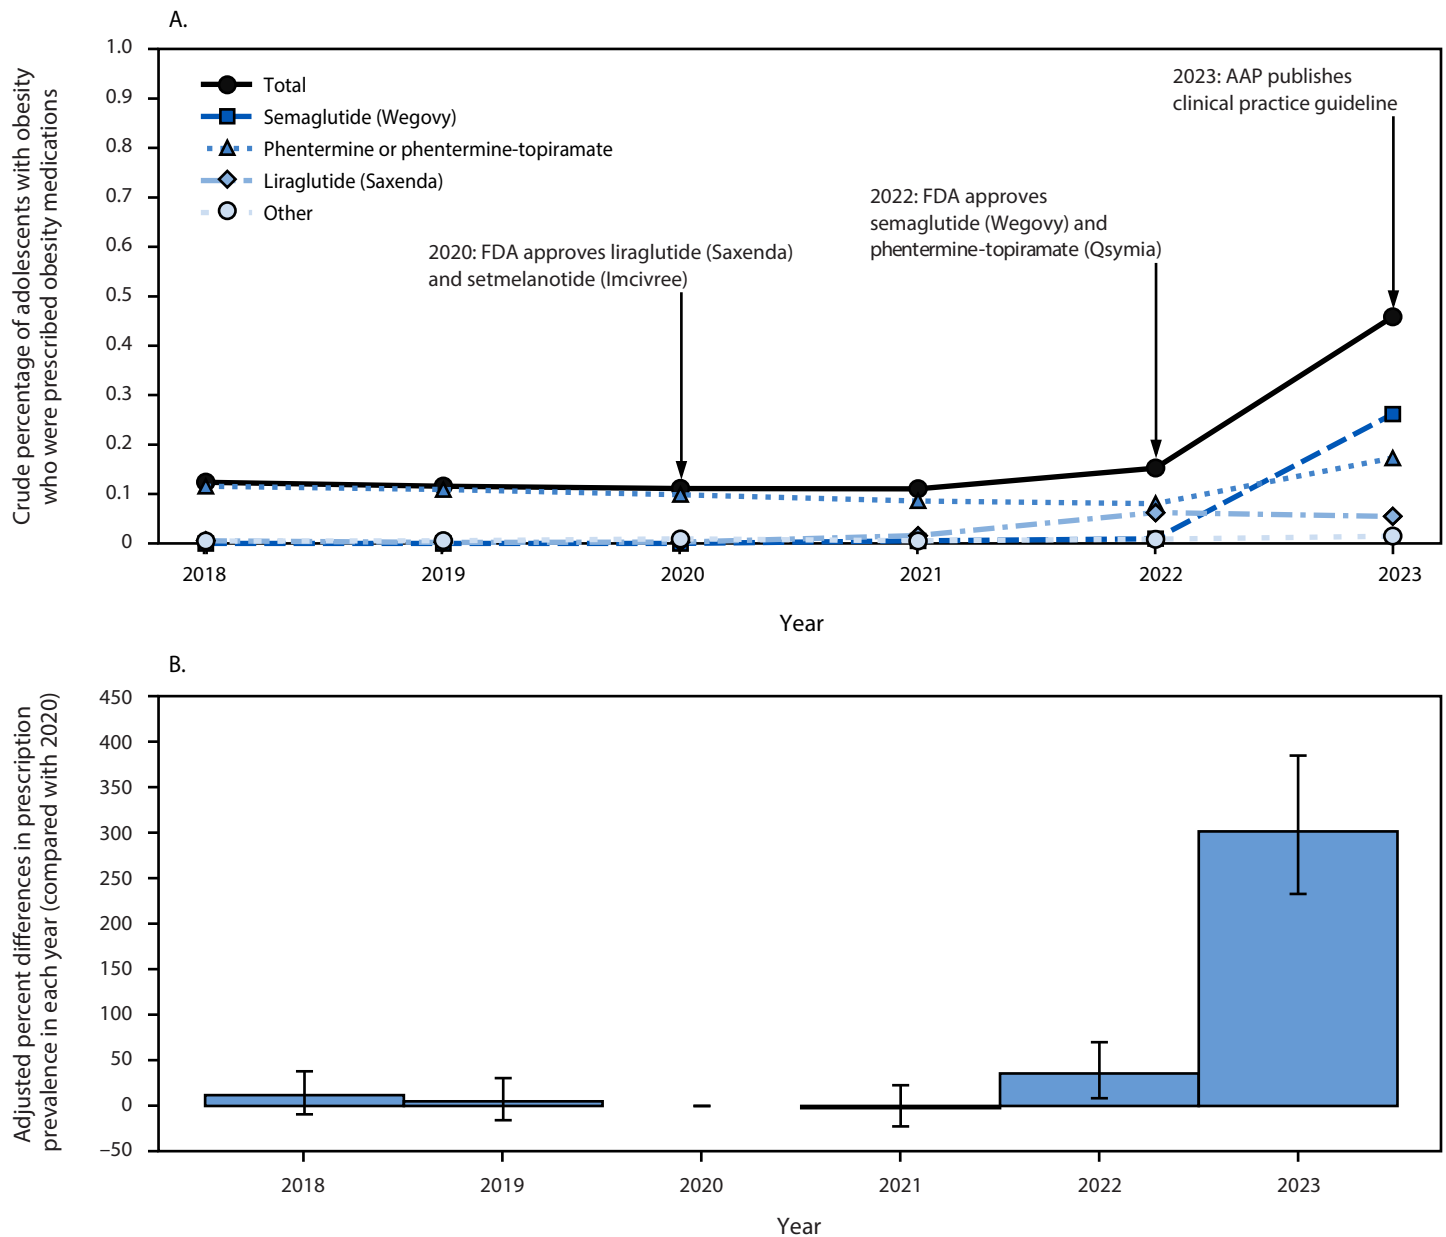 A.
Crude percentage of adolescents with obesity
who were prescribed obesity medications
1.0
0.9
0.8
0.7
0.6
0.5
0.4
0.3
0.2
0.1
0
Total
Semaglutide (Wegovy)
Phentermine or phentermine-topiramate
Liraglutide (Saxenda)
Other
2020: FDA approves liraglutide (Saxenda)
and setmelanotide (Imcivree)
2022: FDA approves
semaglutide (Wegovy) and
phentermine-topiramate (Qsymia)
2023: AAP publishes
clinical practice guideline
2018
2019
2020
2021
2022
2023
Year
B.
Adjusted percent differences in prescription
prevalence in each year (compared with 2020)
450
400
350
300
250
200
150
100
50
0
–50
2018
2019
2020
2021
2022
2023
Year